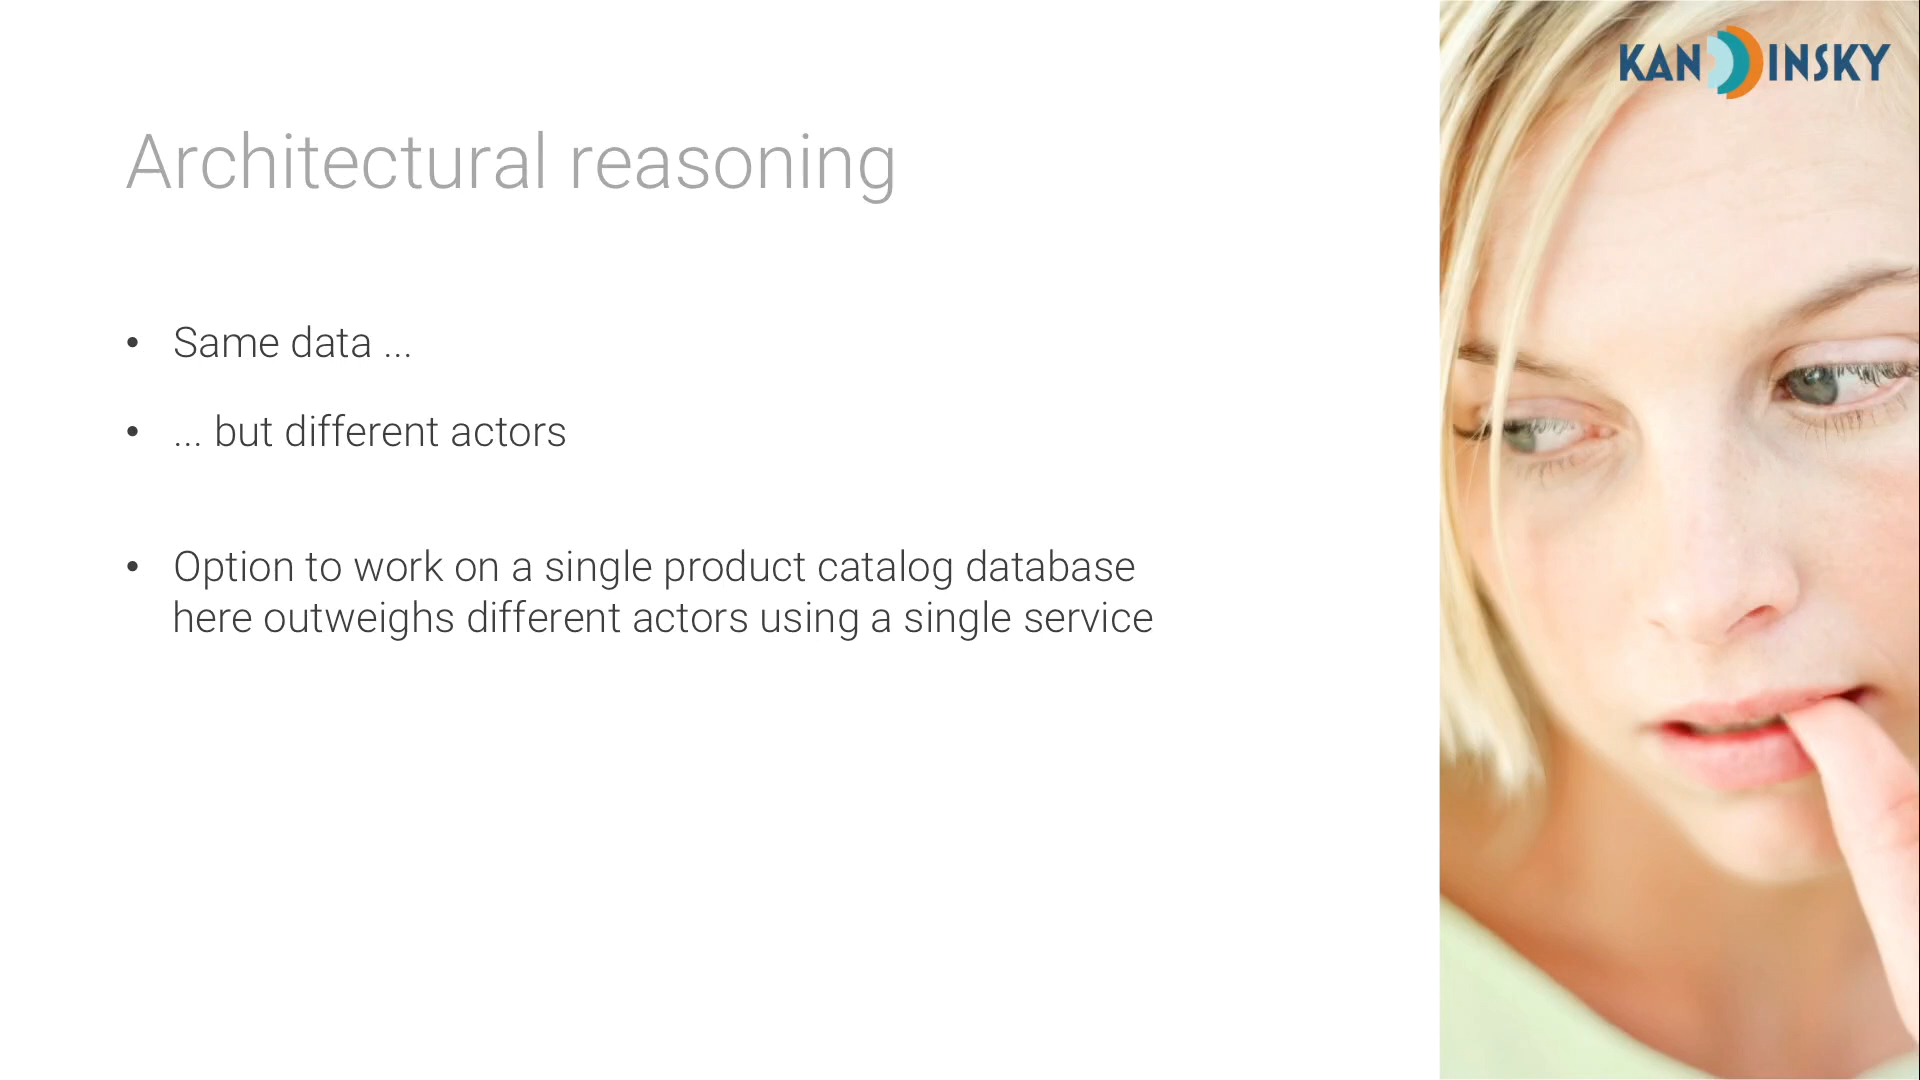 KANDINSKY
Architectural reasoning
• Same data ...
• ... but different actors
• Option to work on a single product catalog database
here outweighs different actors using a single service